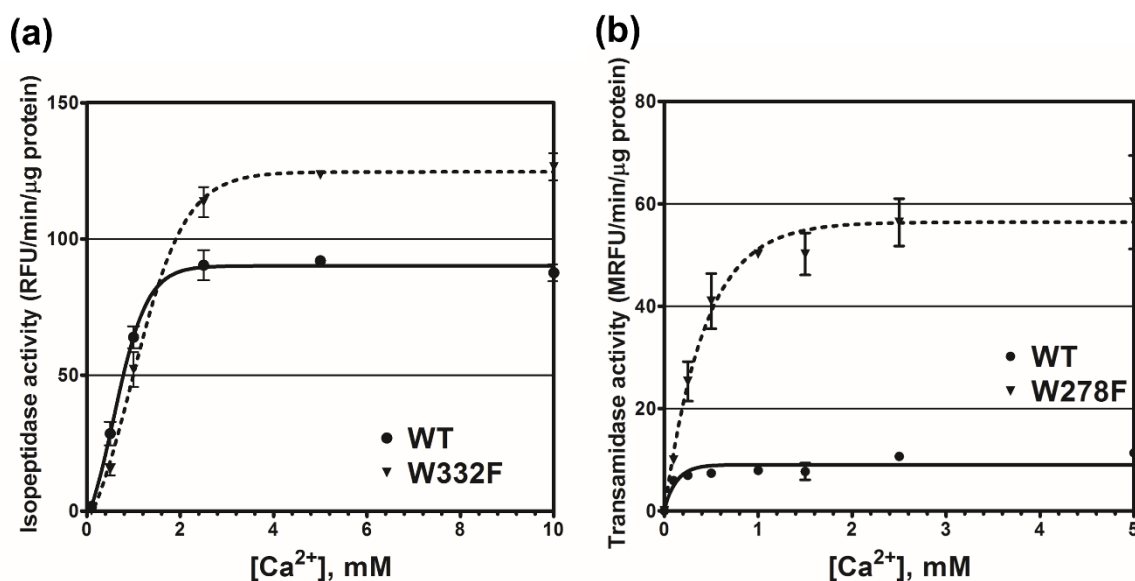 (a)
Isopeptidase activity (RFU/min/μg protein)
150
100
50
0
0 2 4 6 8 10
[Ca²⁺], mM
WT
W332F
(b)
Transamidase activity (MRFU/min/μg protein)
80
60
40
20
0
0 1 2 3 4 5
[Ca²⁺], mM
WT
W278F